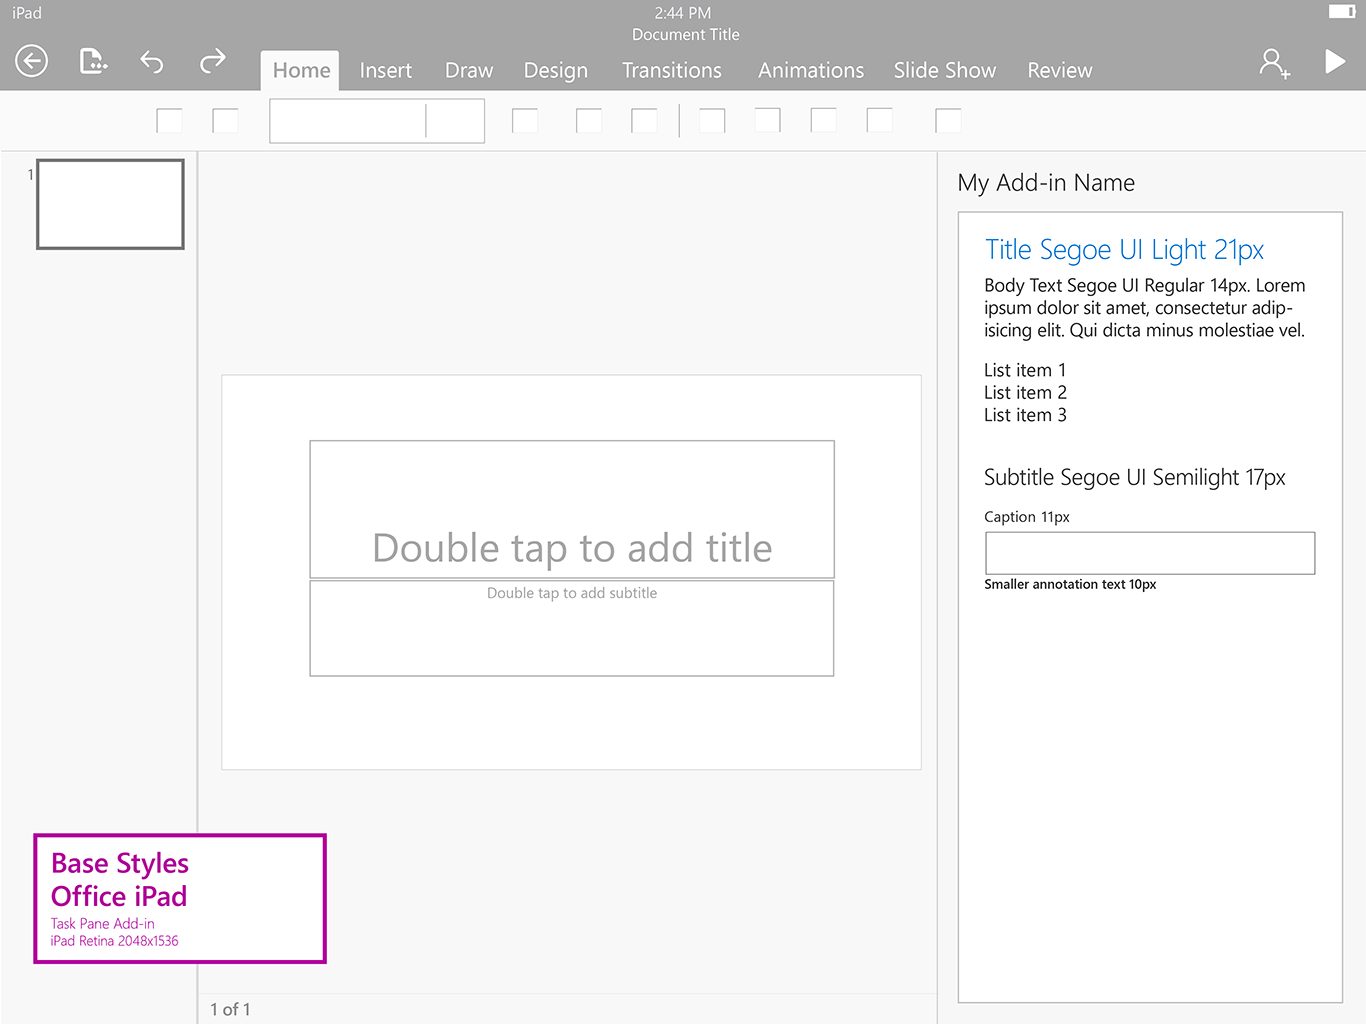 iPad
2:44 PM
Document Title
Home Insert Draw Design Transitions Animations Slide Show Review
1
Double tap to add title
Double tap to add subtitle
My Add-in Name
Title Segoe UI Light 21px
Body Text Segoe UI Regular 14px. Lorem
ipsum dolor sit amet, consectetur adip-
isicing elit. Qui dicta minus molestiae vel.
List item 1
List item 2
List item 3
Subtitle Segoe UI Semilight 17px
Caption 11px
Smaller annotation text 10px
Base Styles
Office iPad
Task Pane Add-in
iPad Retina 2048x1536
1 of 1